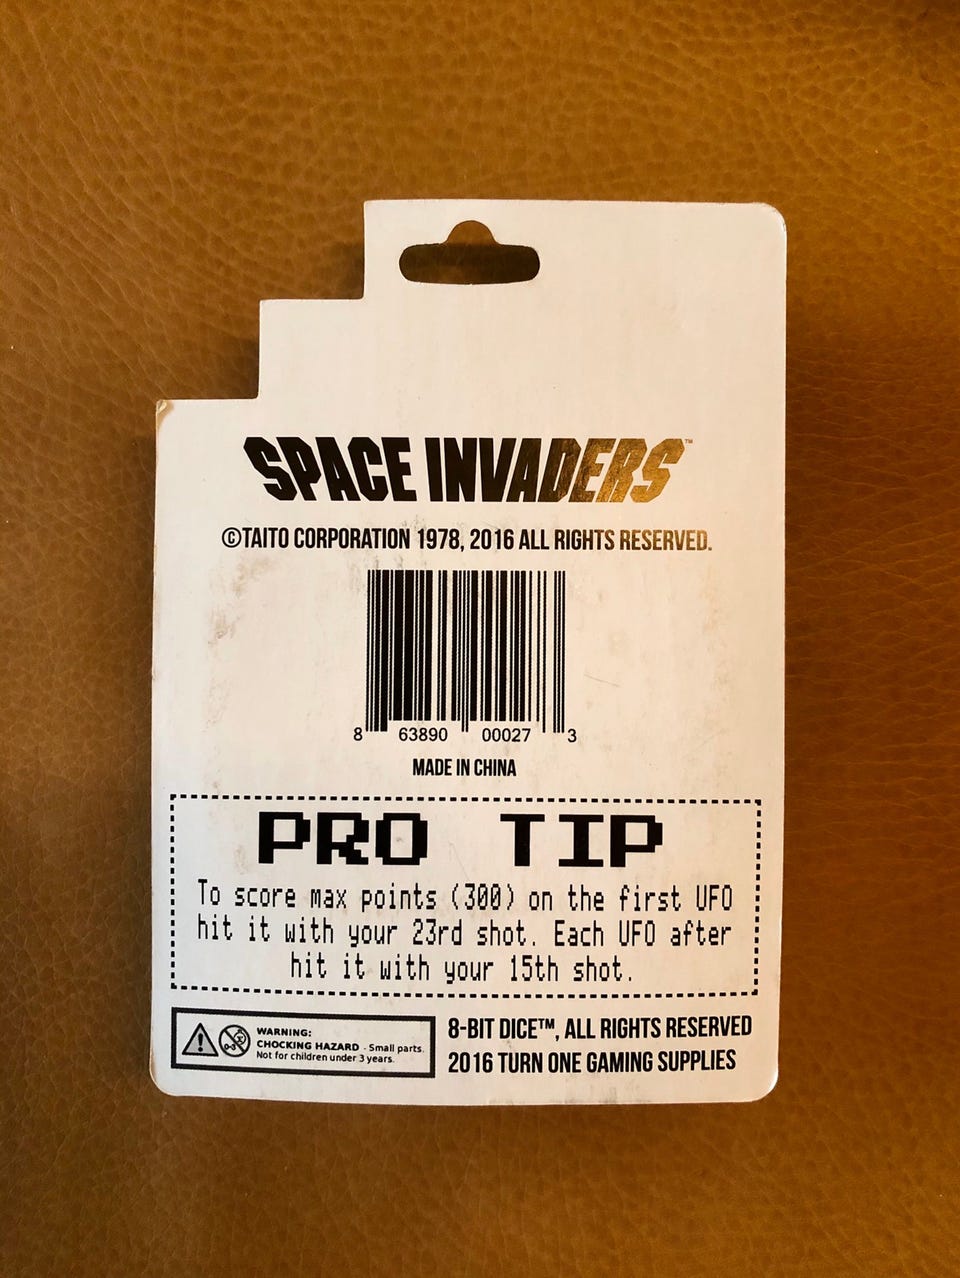 SPACE INVADERS™
©TAITO CORPORATION 1978, 2016 ALL RIGHTS RESERVED.
8 63890 00027 3
MADE IN CHINA
PRO TIP
To score max points (300) on the first UFO
hit it with your 23rd shot. Each UFO after
hit it with your 15th shot.
WARNING:
CHOCKING HAZARD - Small parts.
Not for children under 3 years.
8-BIT DICE™, ALL RIGHTS RESERVED
2016 TURN ONE GAMING SUPPLIES